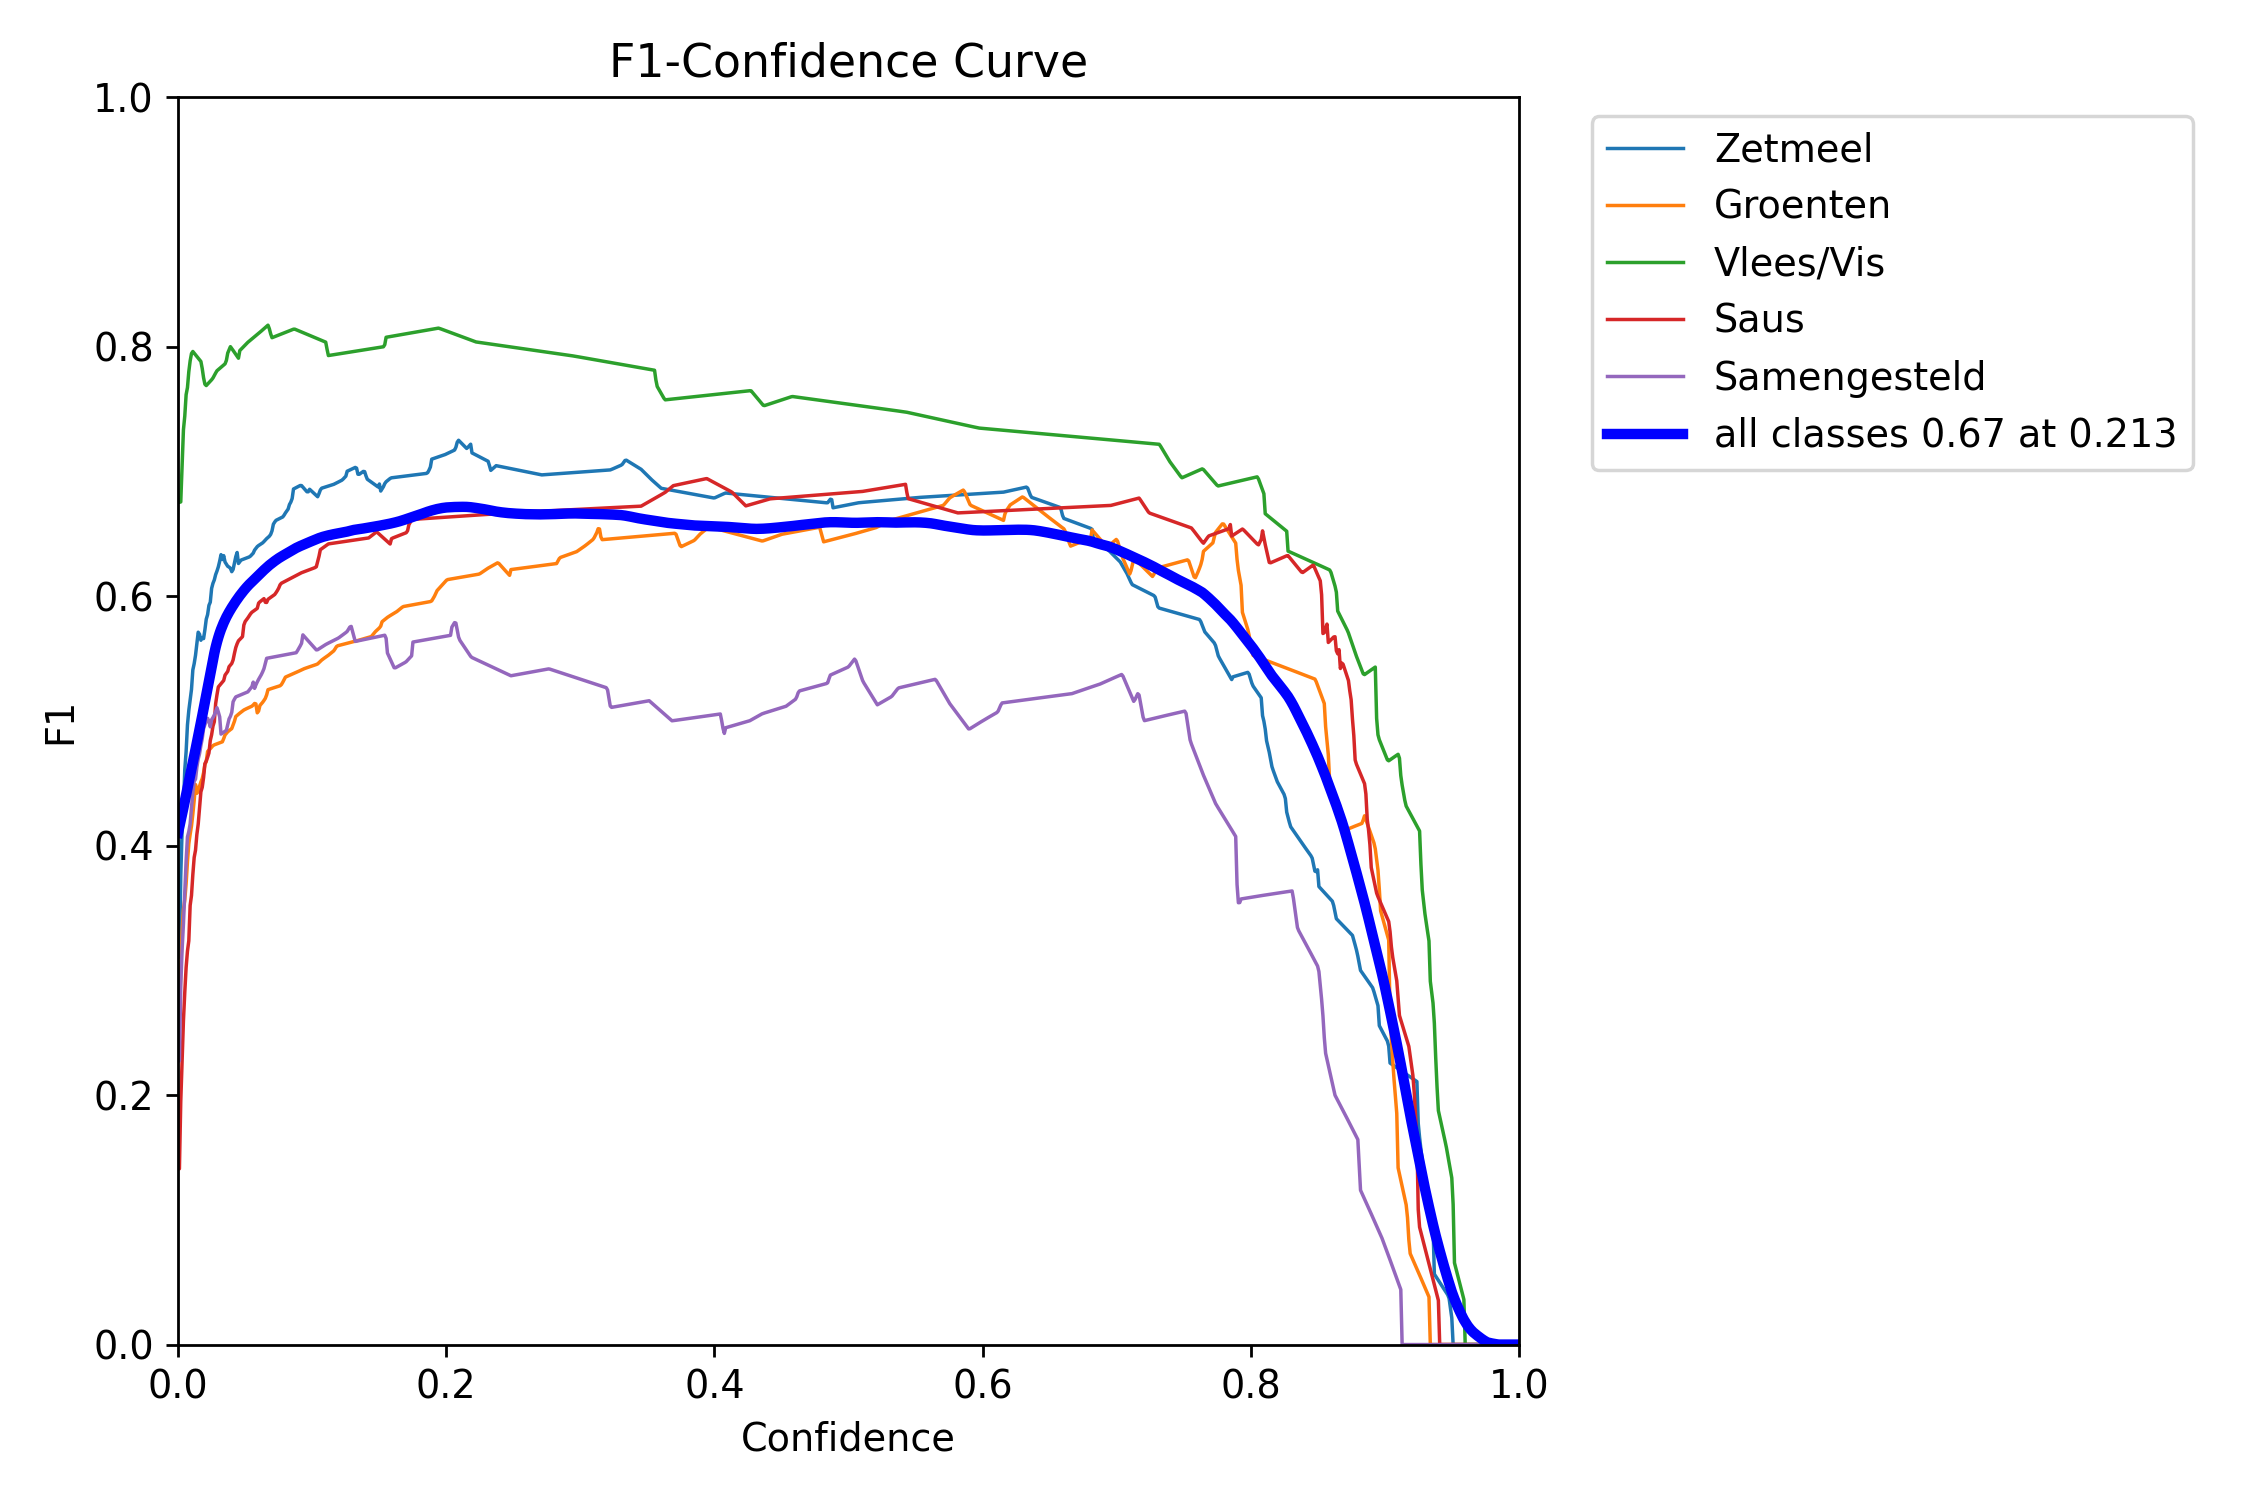 F1-Confidence Curve
1.0
0.8
0.6
0.4
0.2
0.0
F1
0.0 0.2 0.4 0.6 0.8 1.0
Confidence
Zetmeel
Groenten
Vlees/Vis
Saus
Samengesteld
all classes 0.67 at 0.213